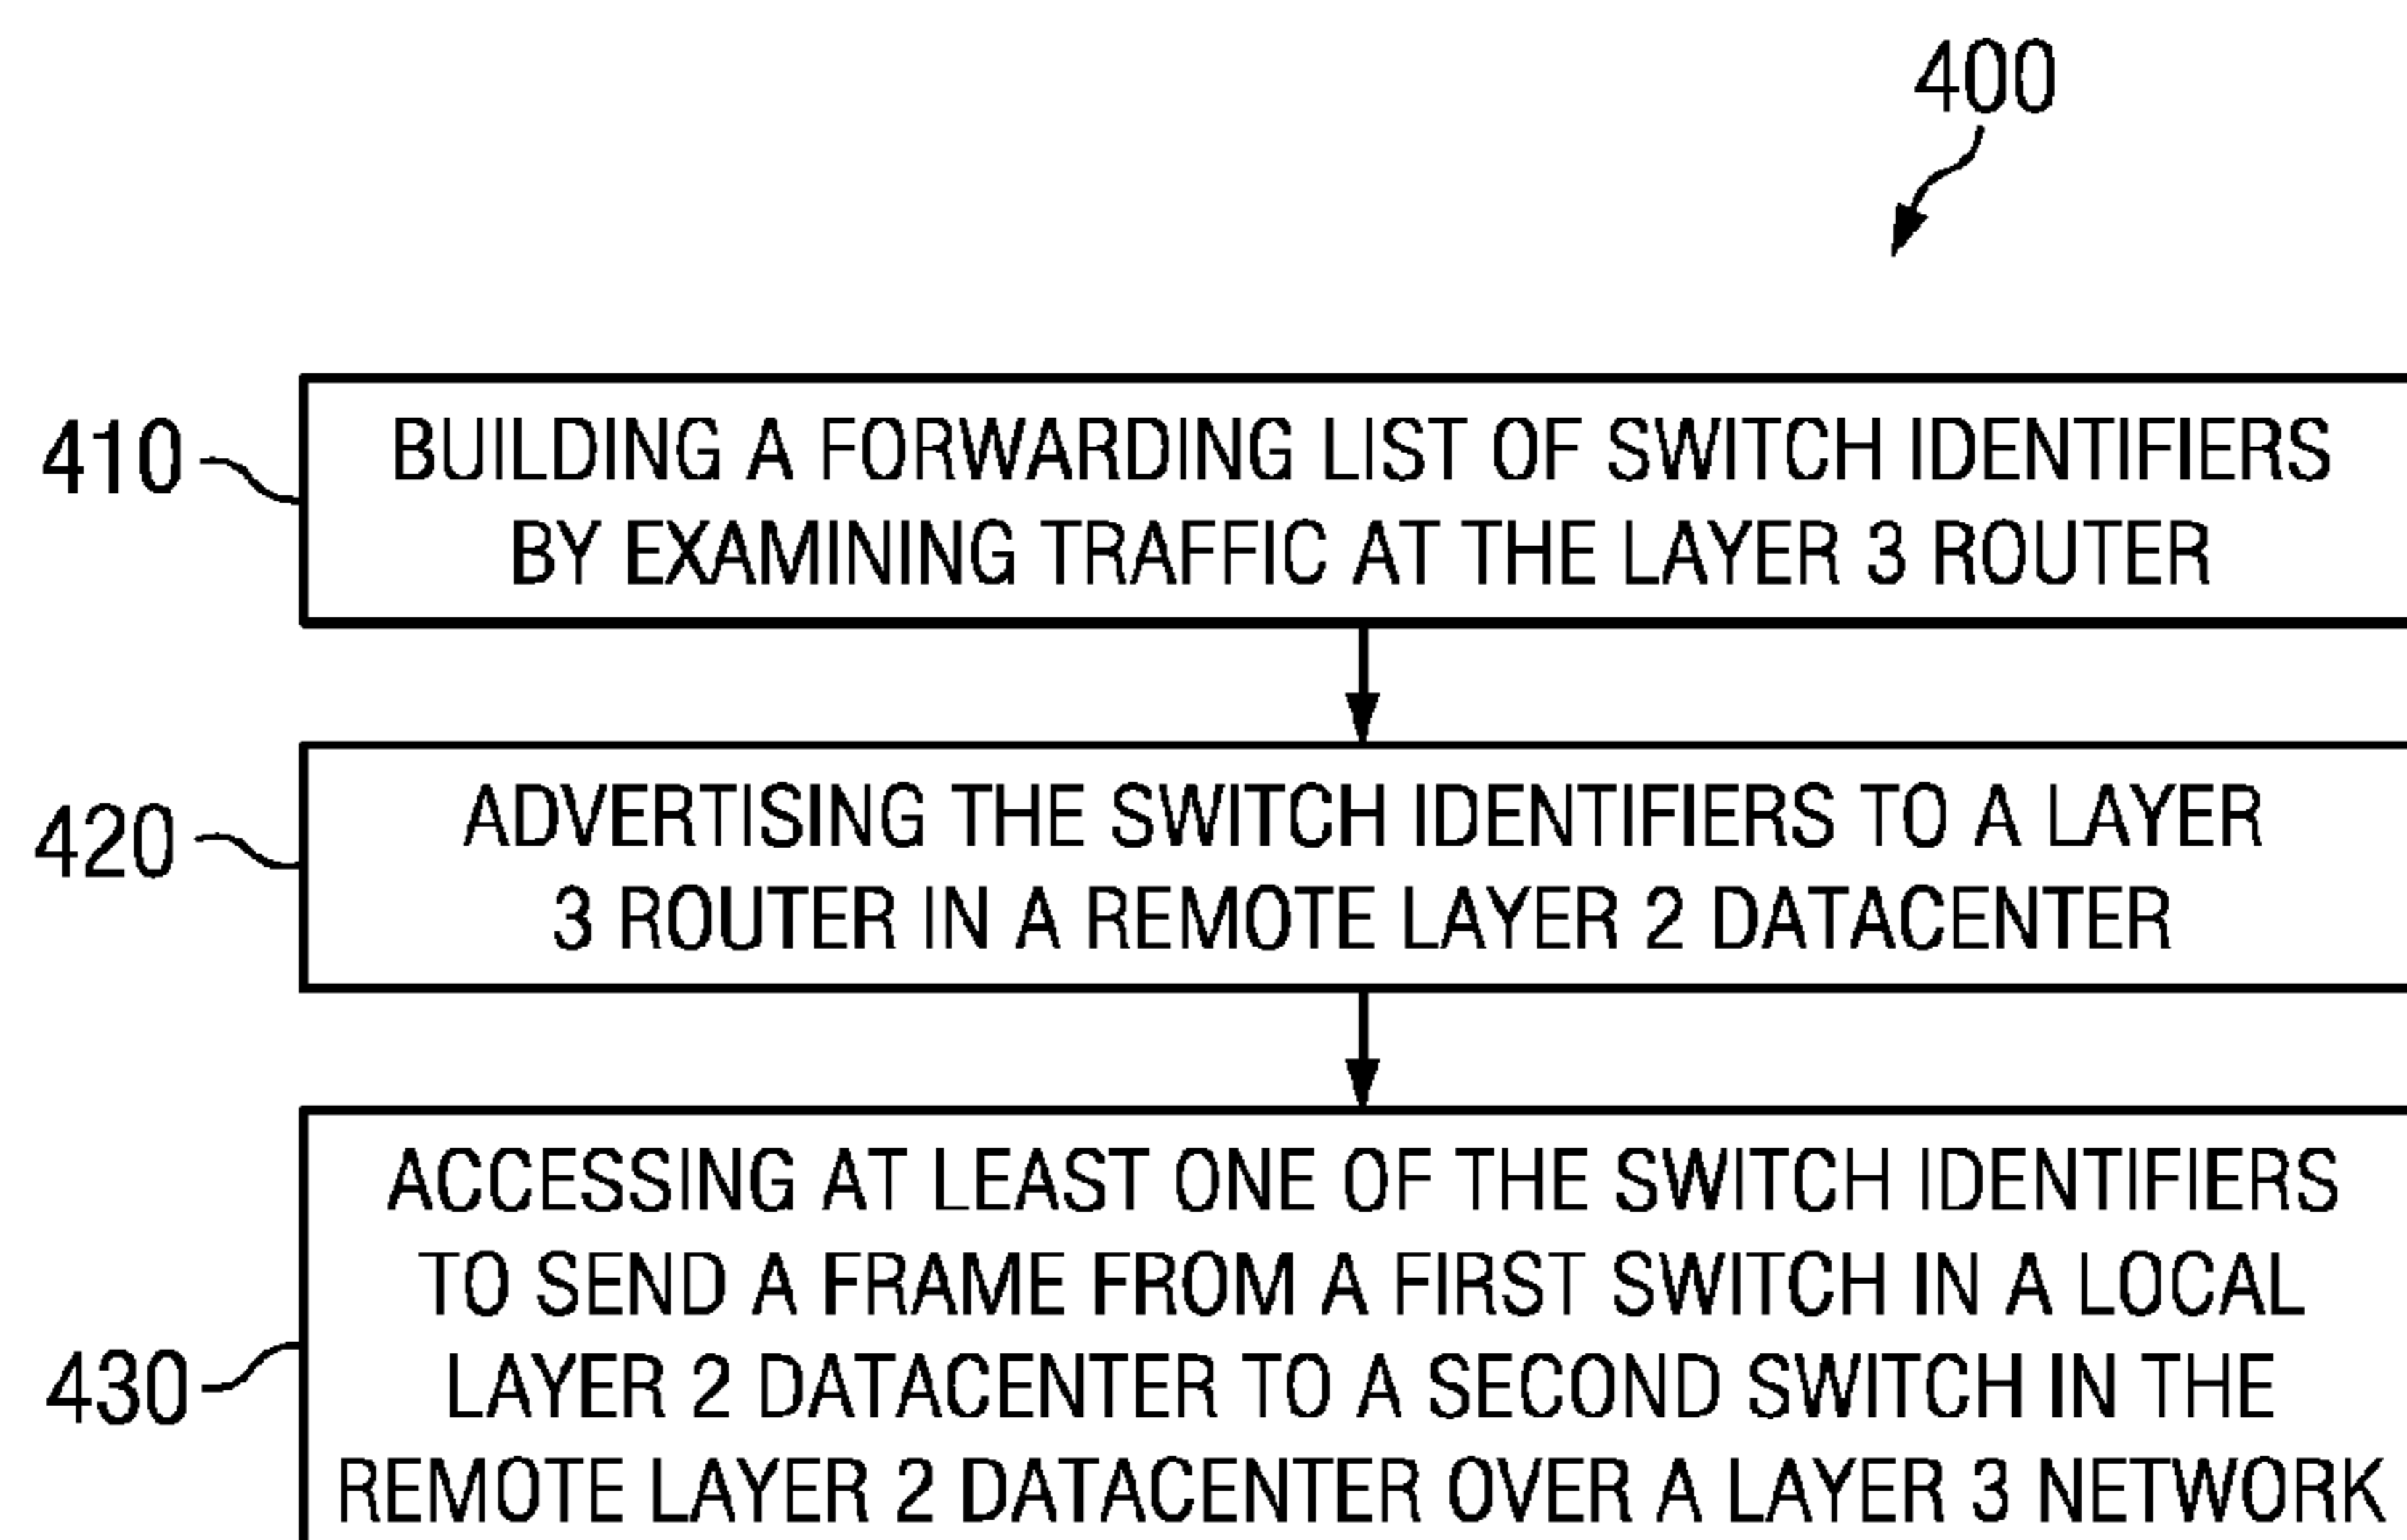 400
410
BUILDING A FORWARDING LIST OF SWITCH IDENTIFIERS
BY EXAMINING TRAFFIC AT THE LAYER 3 ROUTER
420
ADVERTISING THE SWITCH IDENTIFIERS TO A LAYER
3 ROUTER IN A REMOTE LAYER 2 DATACENTER
430
ACCESSING AT LEAST ONE OF THE SWITCH IDENTIFIERS
TO SEND A FRAME FROM A FIRST SWITCH IN A LOCAL
LAYER 2 DATACENTER TO A SECOND SWITCH IN THE
REMOTE LAYER 2 DATACENTER OVER A LAYER 3 NETWORK